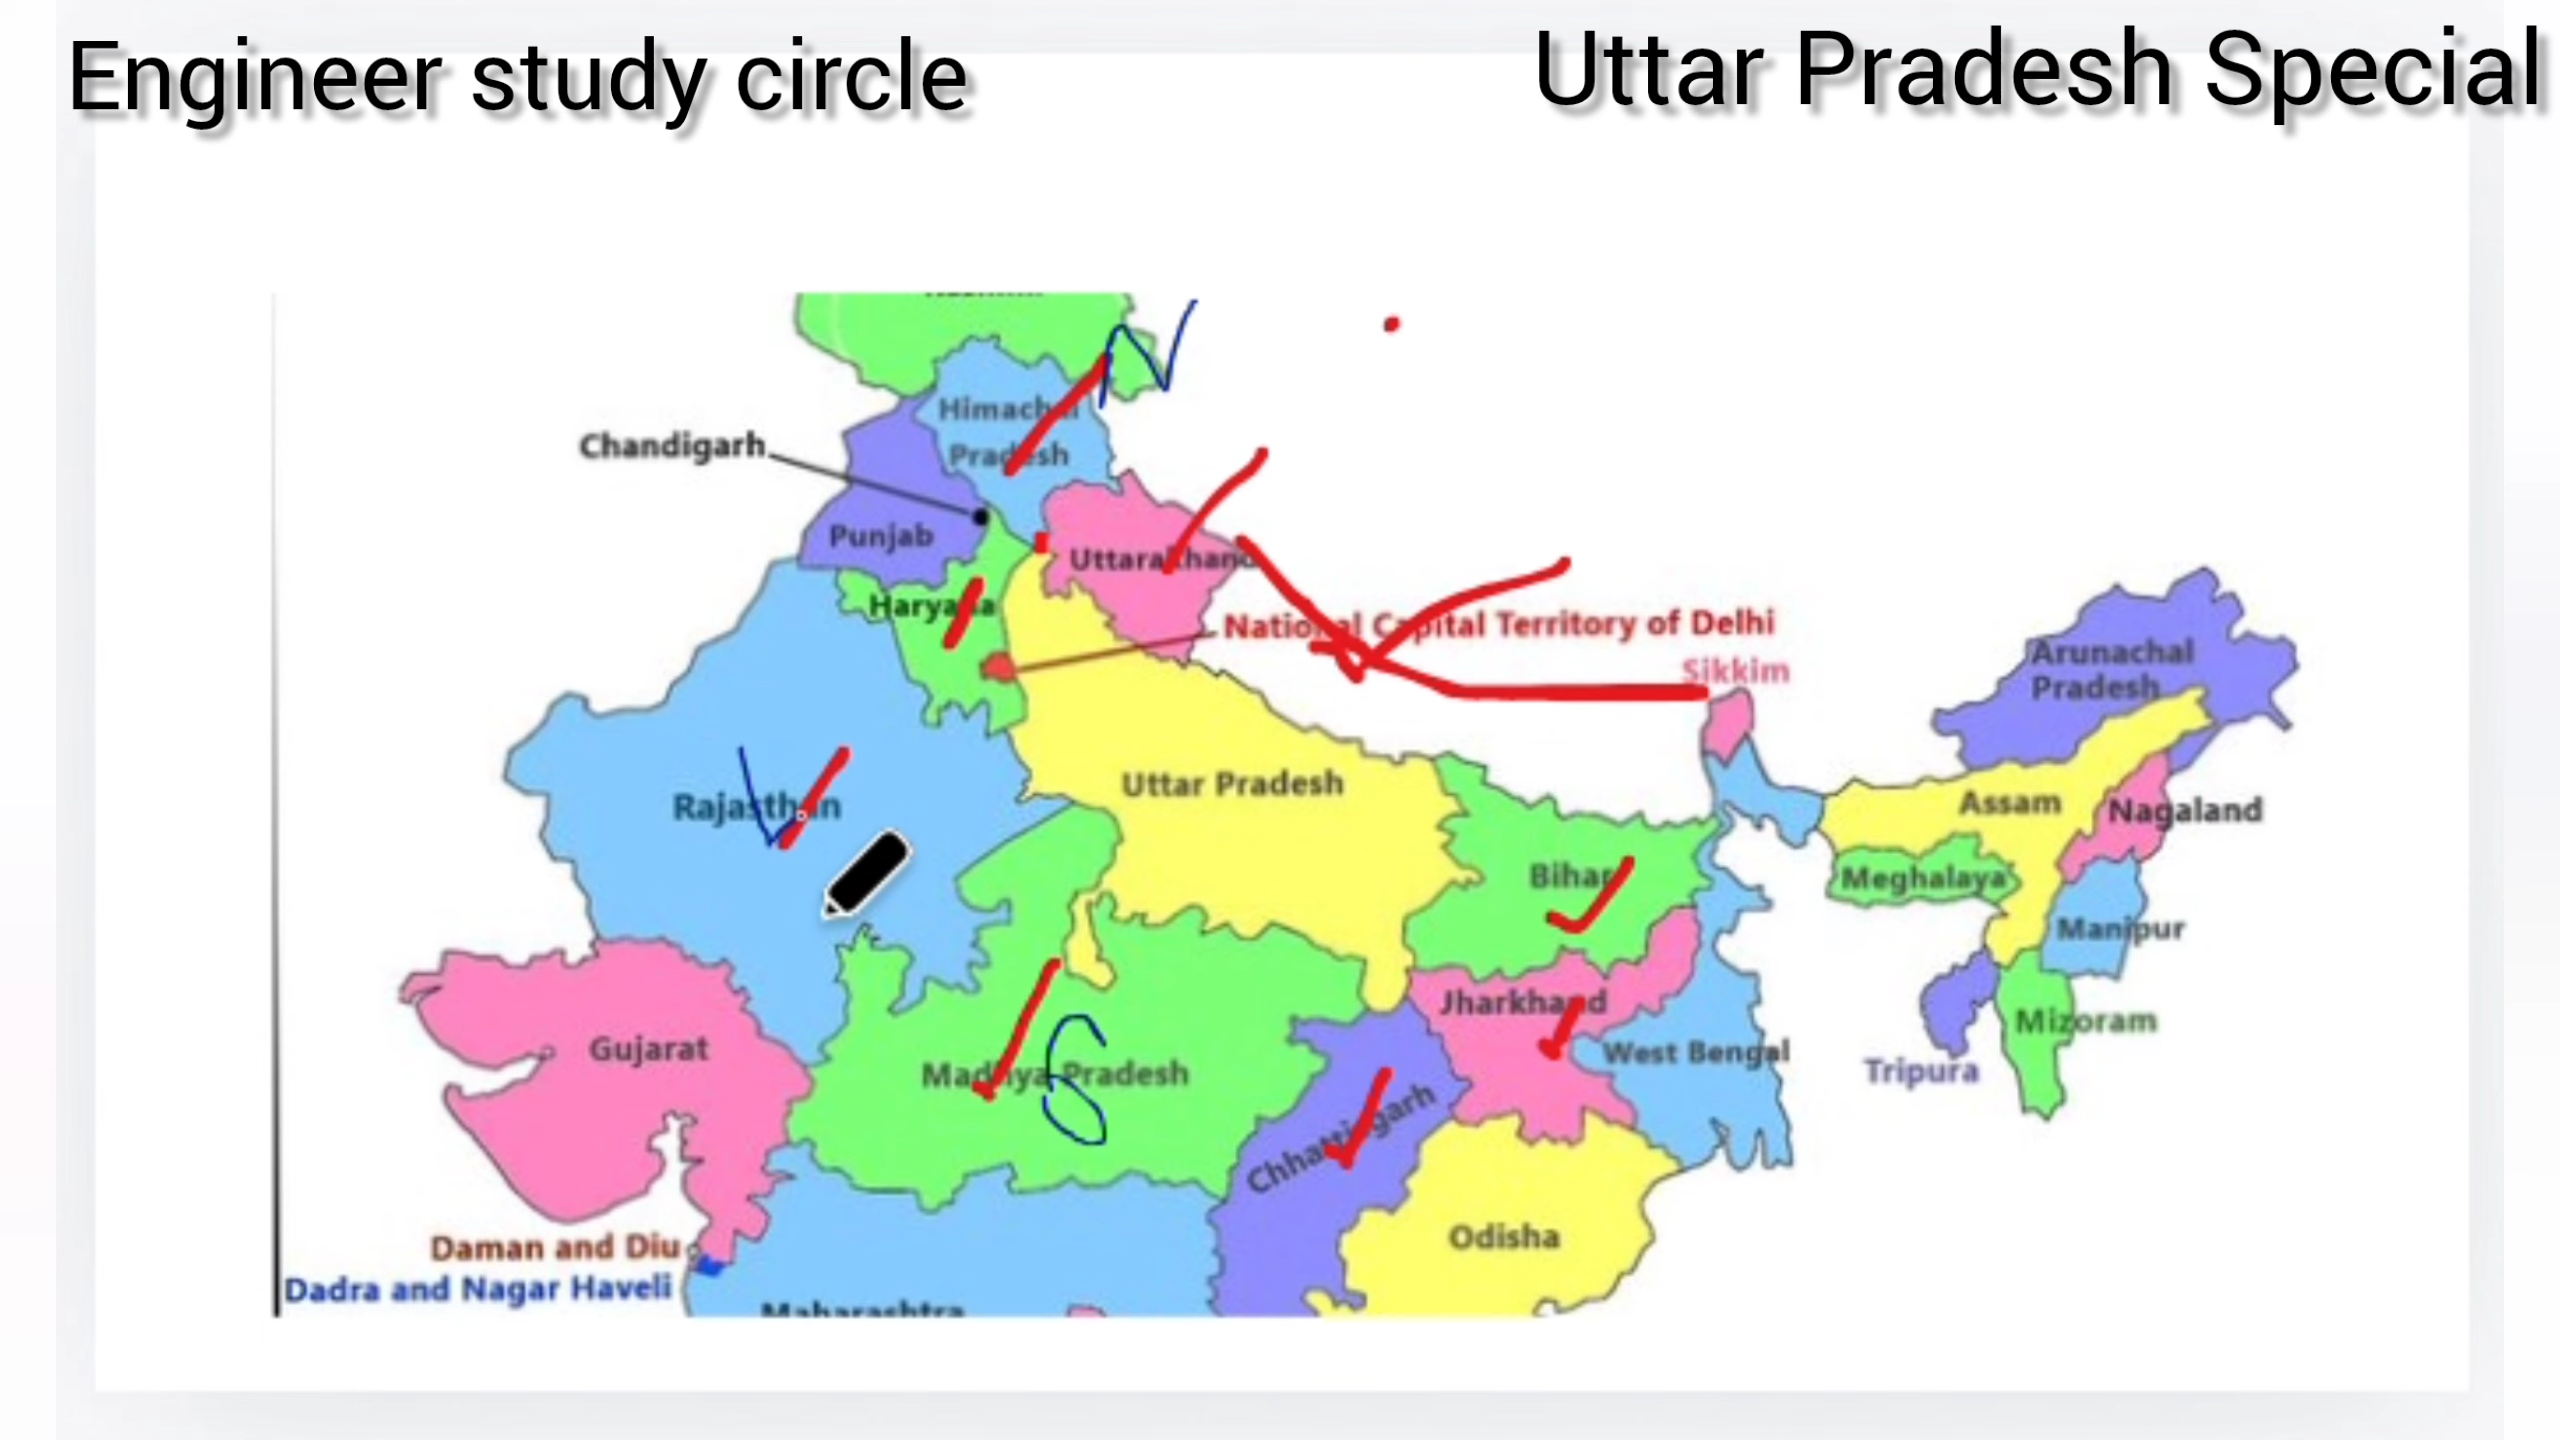 Engineer study circle
Uttar Pradesh Special
N
Himachal
Pradesh
Chandigarh
Punjab
Uttarakhand
Haryana
National Capital Territory of Delhi
Sikkim
Arunachal
Pradesh
Uttar Pradesh
Rajasthan
Assam
Nagaland
Bihar
Meghalaya
Manipur
Jharkhand
Gujarat
Madhya Pradesh
S
West Bengal
Mizoram
Tripura
Chhattisgarh
Odisha
Daman and Diu
Dadra and Nagar Haveli
Maharashtra